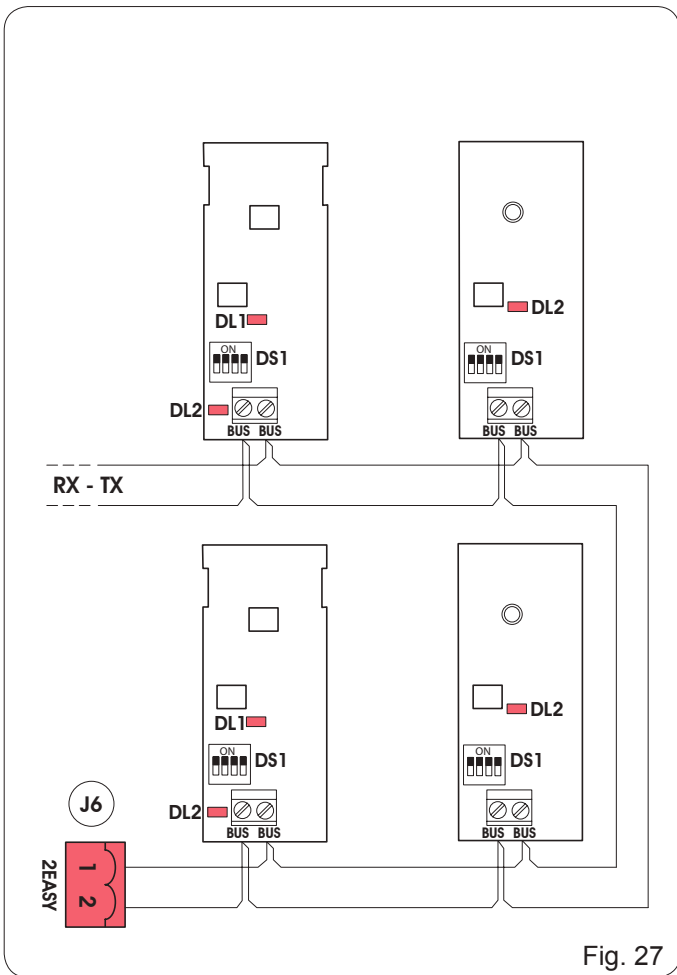 DL1
DL2
ON
DS1
ON
DS1
DL2
BUS BUS
BUS BUS
RX - TX
DL1
DL2
ON
DS1
ON
DS1
J6
DL2
BUS BUS
BUS BUS
2EASY
1
2
Fig. 27